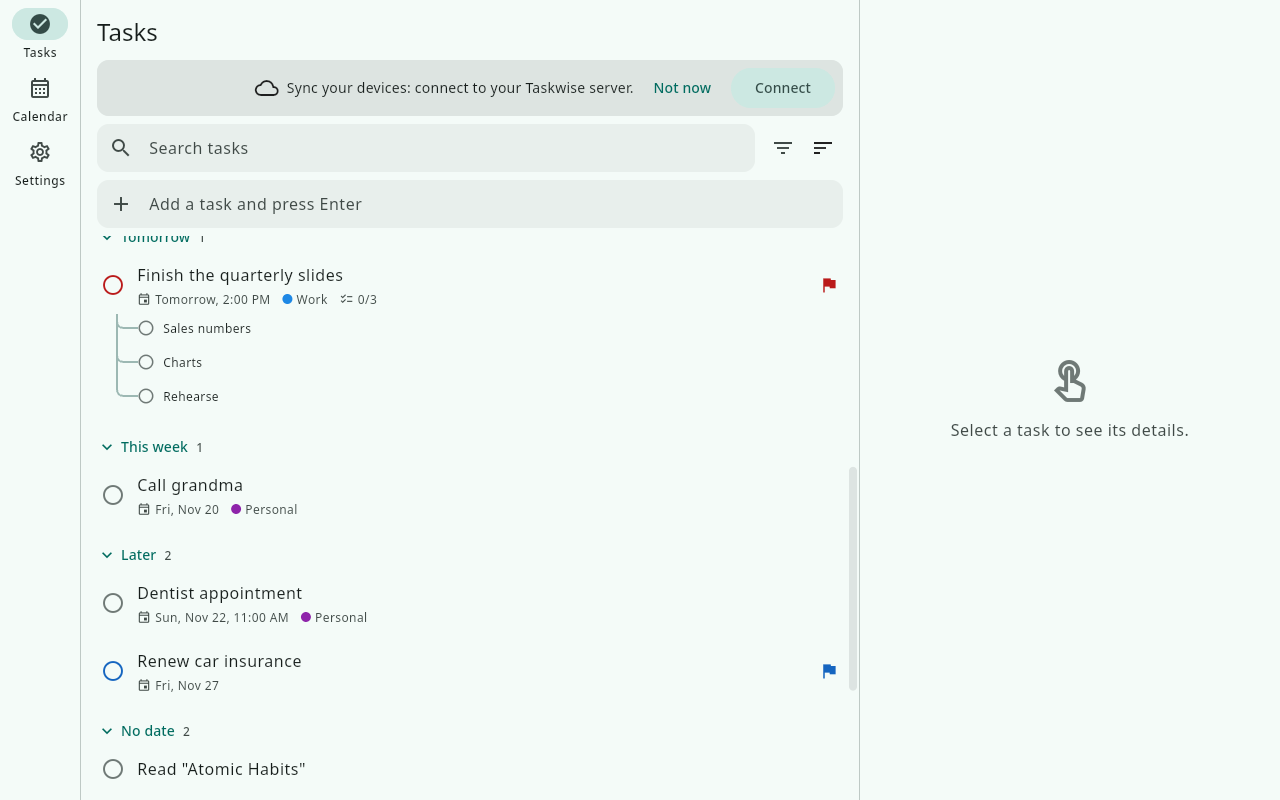 Tasks
Calendar
Settings
Tasks
Sync your devices: connect to your Taskwise server. Not now Connect
Search tasks
Add a task and press Enter
Tomorrow 1
Finish the quarterly slides
Tomorrow, 2:00 PM Work 0/3
Sales numbers
Charts
Rehearse
This week 1
Call grandma
Fri, Nov 20 Personal
Later 2
Dentist appointment
Sun, Nov 22, 11:00 AM Personal
Renew car insurance
Fri, Nov 27
No date 2
Read "Atomic Habits"
Select a task to see its details.